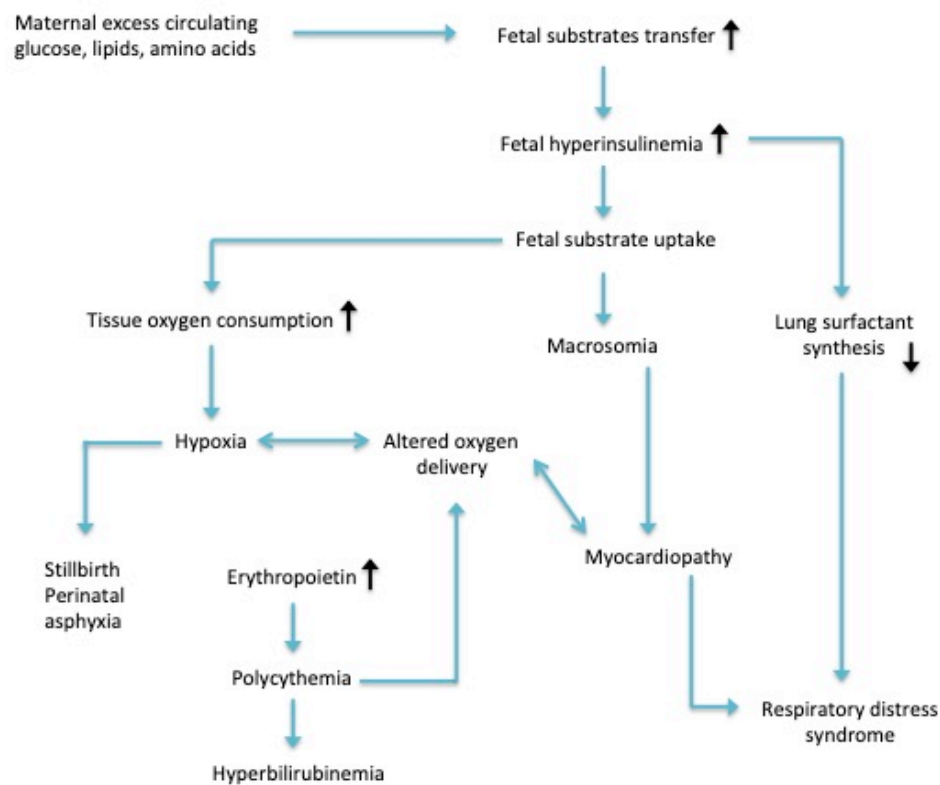 Maternal excess circulating
glucose, lipids, amino acids
Fetal substrates transfer
Fetal hyperinsulinemia
Fetal substrate uptake
Tissue oxygen consumption
Macrosomia
Lung surfactant
synthesis
Hypoxia
Altered oxygen
delivery
Stillbirth
Perinatal
asphyxia
Erythropoietin
Myocardiopathy
Polycythemia
Respiratory distress
syndrome
Hyperbilirubinemia